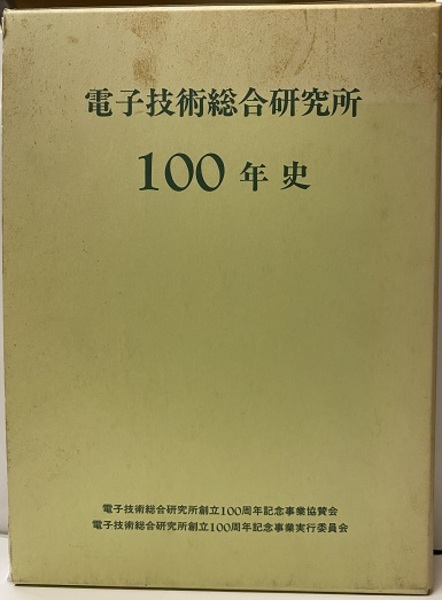 電子技術総合研究所
100年史
電子技術総合研究所創立100周年記念事業協賛会
電子技術総合研究所創立100周年記念事業実行委員会